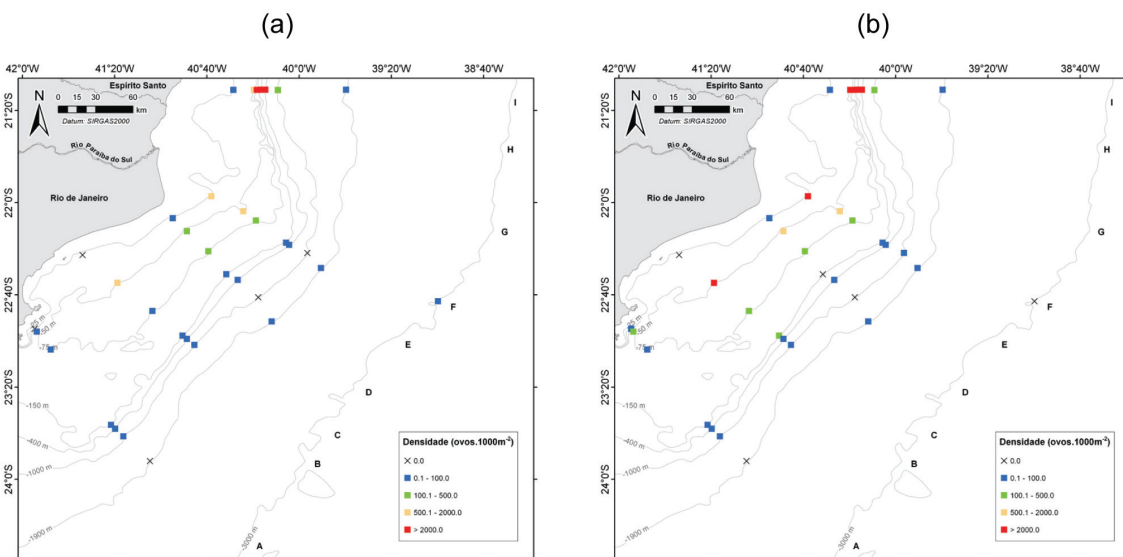 (a)
42°0'W 41°20'W 40°40'W 40°0'W 39°20'W 38°40'W
Espírito Santo
N
0 15 30 60
km
Datum: SIRGAS2000
21°20'S
Rio Paraíba do Sul
Rio de Janeiro
22°0'S
22°40'S
23°20'S
24°0'S
-25 m
-50 m
-75 m
-150 m
-400 m
-1000 m
-1900 m
-3000 m
I
H
G
F
E
D
C
B
A
Densidade (ovos.1000m⁻²)
0.0
0.1 - 100.0
100.1 - 500.0
500.1 - 2000.0
> 2000.0
(b)
42°0'W 41°20'W 40°40'W 40°0'W 39°20'W 38°40'W
Espírito Santo
N
0 15 30 60
km
Datum: SIRGAS2000
21°20'S
Rio Paraíba do Sul
Rio de Janeiro
22°0'S
22°40'S
23°20'S
24°0'S
-25 m
-50 m
-75 m
-150 m
-400 m
-1000 m
-1900 m
-3000 m
I
H
G
F
E
D
C
B
A
Densidade (ovos.1000m⁻²)
0.0
0.1 - 100.0
100.1 - 500.0
500.1 - 2000.0
> 2000.0